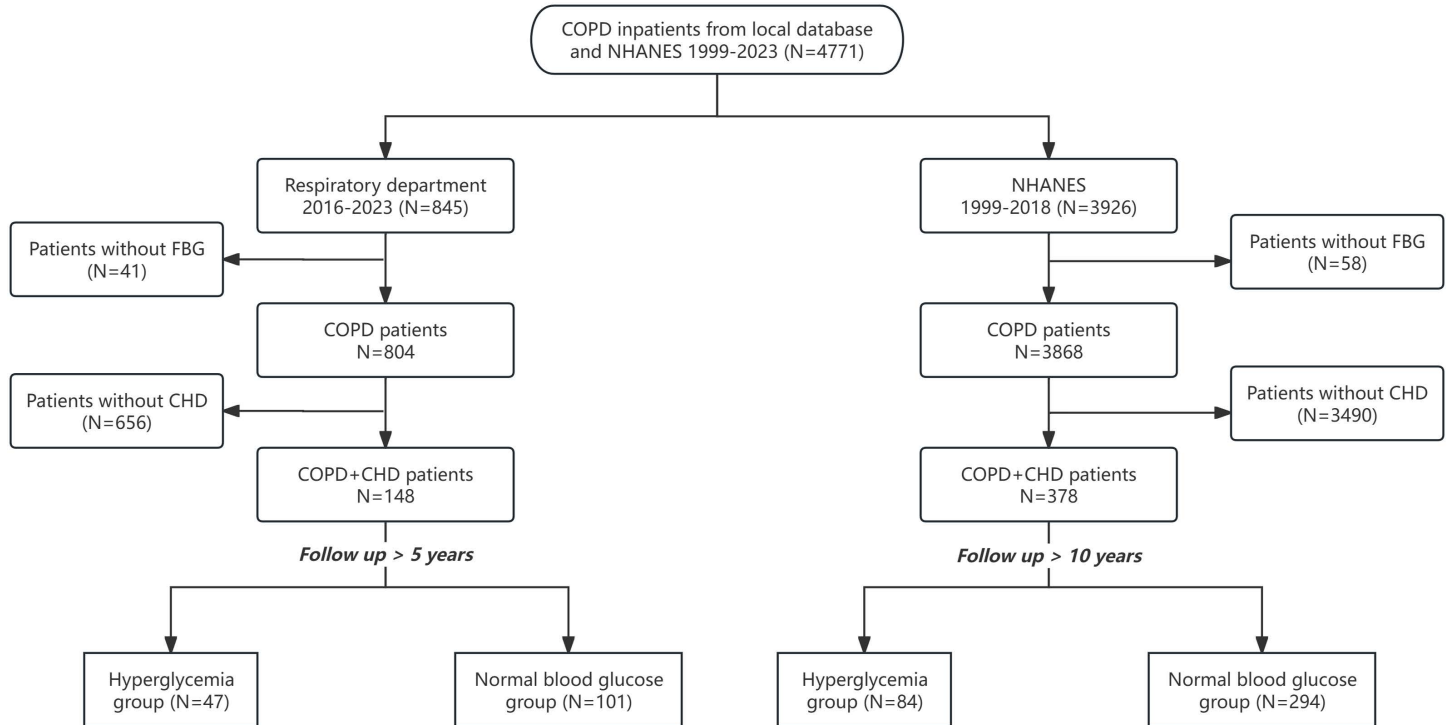 COPD inpatients from local database
and NHANES 1999-2023 (N=4771)
Respiratory department
2016-2023 (N=845)
NHANES
1999-2018 (N=3926)
Patients without FBG
(N=41)
Patients without FBG
(N=58)
COPD patients
N=804
COPD patients
N=3868
Patients without CHD
(N=656)
Patients without CHD
(N=3490)
COPD+CHD patients
N=148
COPD+CHD patients
N=378
Follow up > 5 years
Follow up > 10 years
Hyperglycemia
group (N=47)
Normal blood glucose
group (N=101)
Hyperglycemia
group (N=84)
Normal blood glucose
group (N=294)